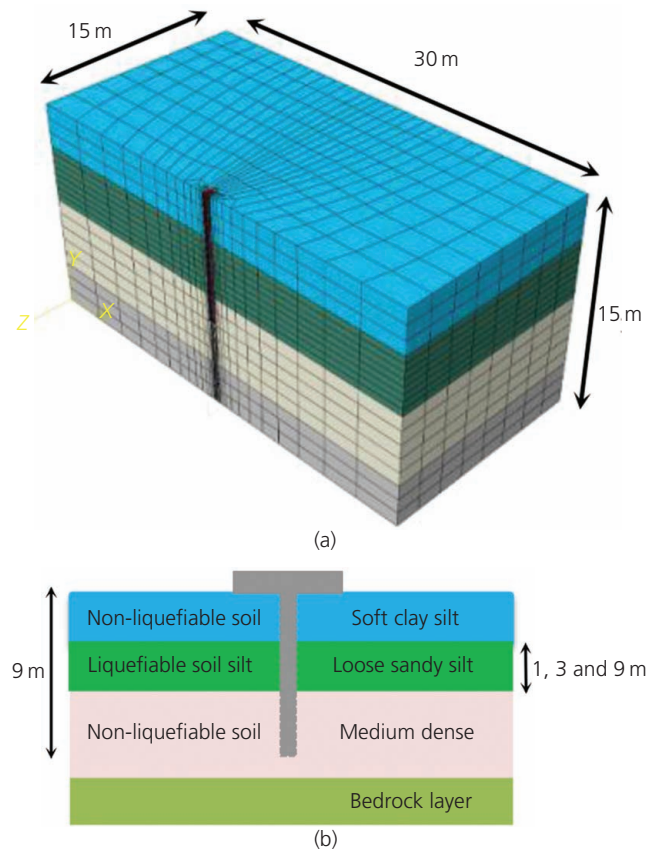 15 m
30 m
15 m
Y
Z
X
(a)
Non-liquefiable soil
Soft clay silt
9 m
Liquefiable soil silt
Loose sandy silt
1, 3 and 9 m
Non-liquefiable soil
Medium dense
Bedrock layer
(b)